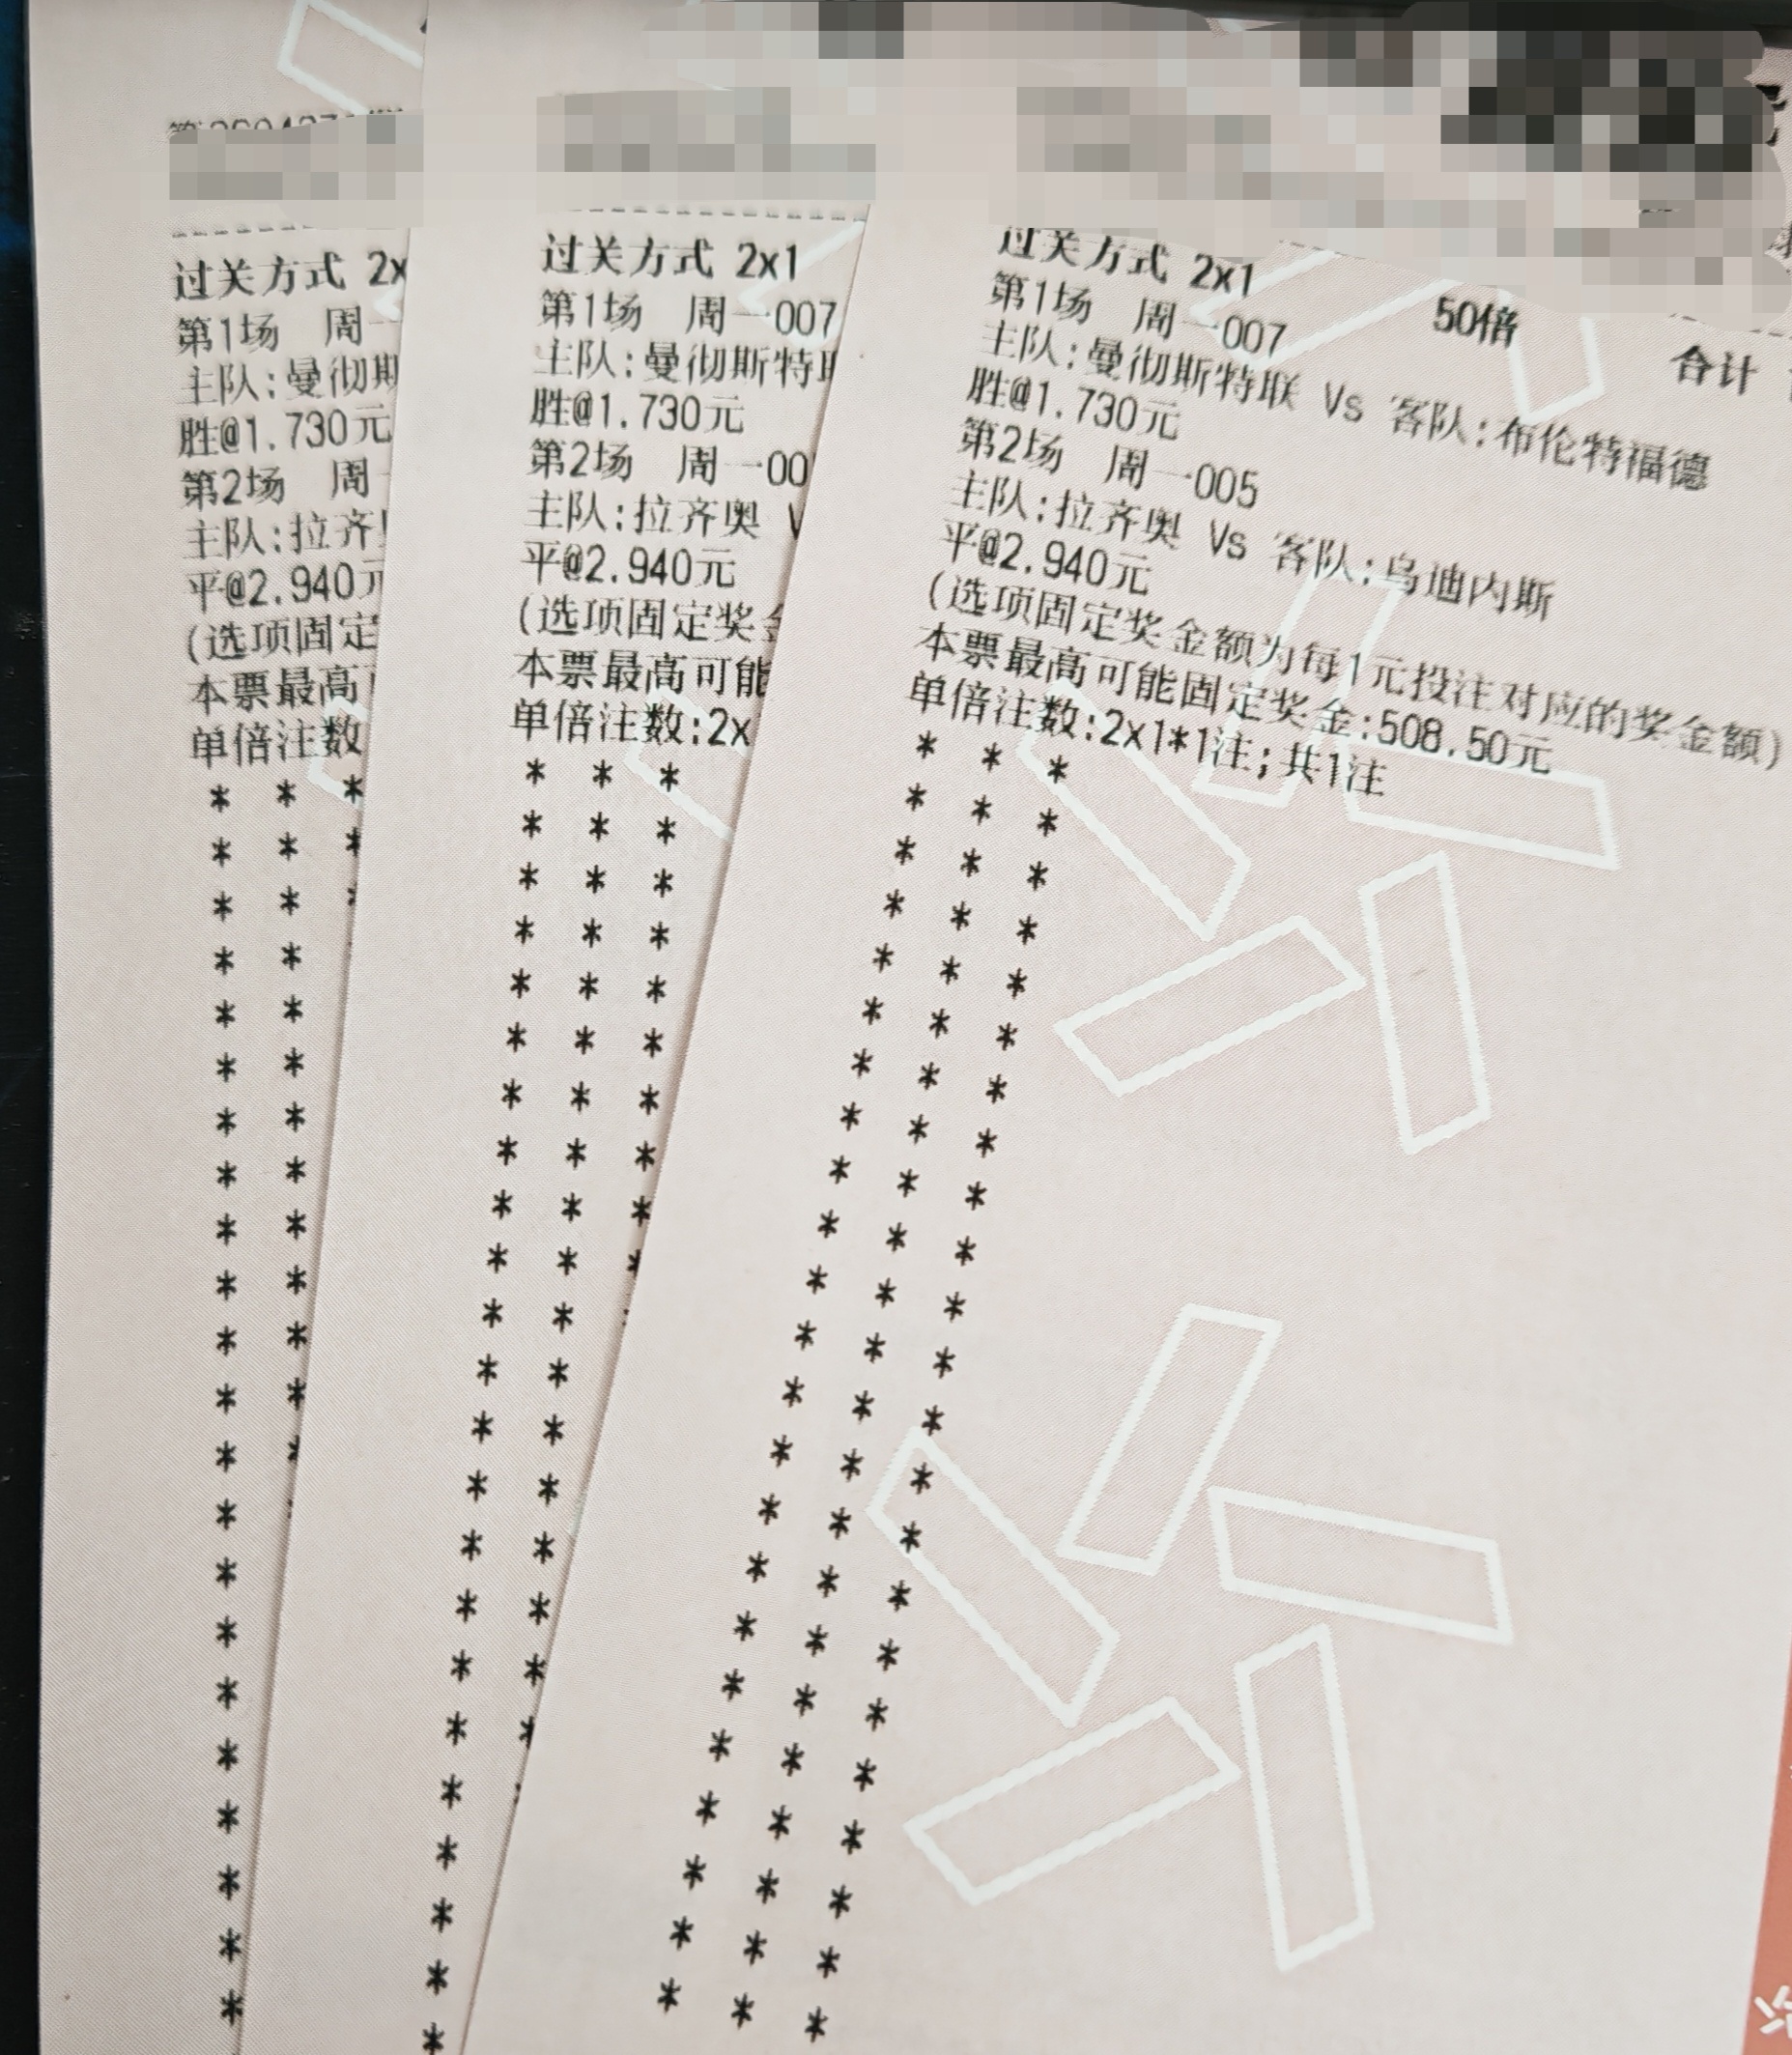 过关方式 2x
第1场 周一
主队:曼彻斯
胜@1.730元
第2场 周一
主队:拉齐
平@2.940元
(选项固定
本票最高
单倍注数
过关方式 2x1
第1场 周一007
主队:曼彻斯特联
胜@1.730元
第2场 周一00
主队:拉齐奥 V
平@2.940元
(选项固定奖金
本票最高可能
单倍注数:2x
过关方式 2x1 50倍 合计
第1场 周一007
主队:曼彻斯特联 Vs 客队:布伦特福德
胜@1.730元
第2场 周一005
主队:拉齐奥 Vs 客队:乌迪内斯
平@2.940元
(选项固定奖金额为每1元投注对应的奖金额)
本票最高可能固定奖金:508.50元
单倍注数:2x1*1注;共1注